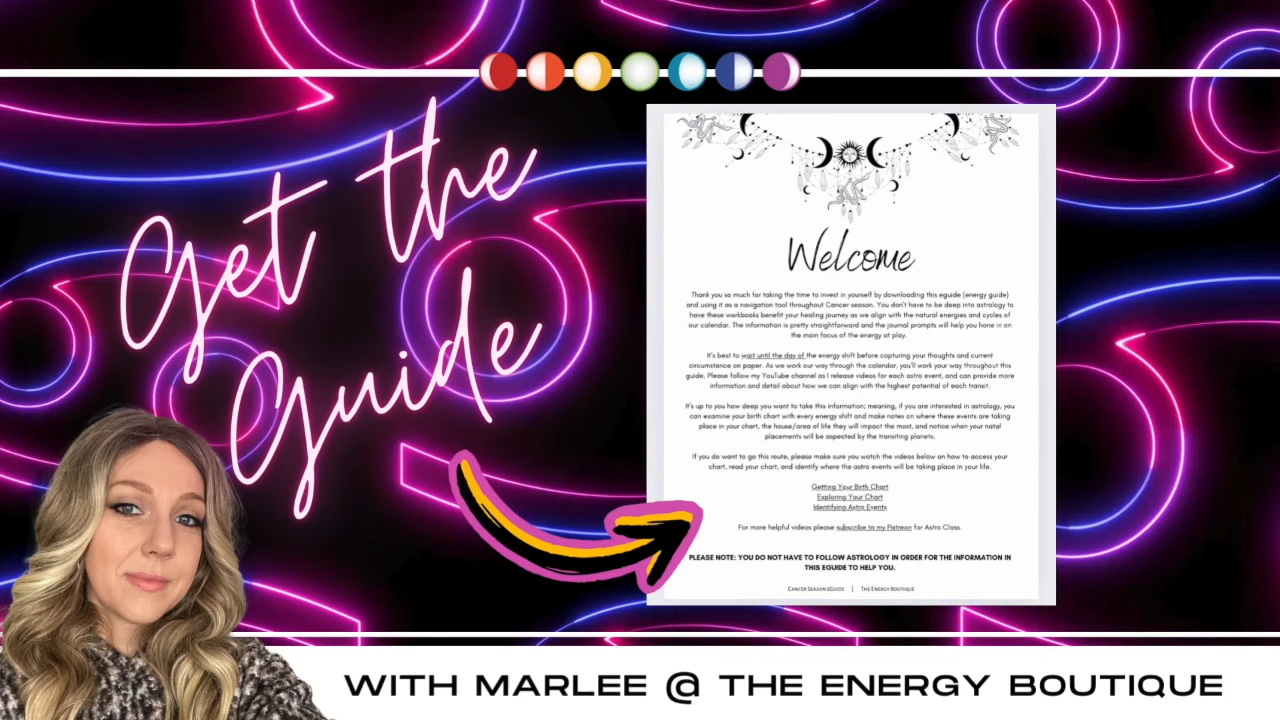 Get the
Guide
Welcome
Thank you so much for taking the time to invest in yourself by downloading this eguide (energy guide)
and using it as a navigation tool throughout Cancer season. You don't have to be deep into astrology to
have these workbooks benefit your healing journey as we align with the natural energies and cycles of
our calendar. The information is pretty straightforward and the journal prompts will help you hone in on
the main focus of the energy at play.
It's best to wait until the day of the energy shift before capturing your thoughts and current
circumstance on paper. As we work our way through the calendar, you'll work your way throughout this
guide. Please follow my YouTube channel as I release videos for each astro event, and can provide more
information and detail about how we can align with the highest potential of each transit.
It's up to you how deep you want to take this information; meaning, if you are interested in astrology, you
can examine your birth chart with every energy shift and make notes on where these events are taking
place in your chart, the house/area of life they will impact the most, and notice when your natal
placements will be aspected by the transiting planets.
If you do want to go this route, please make sure you watch the videos below on how to access your
chart, read your chart, and identify where the astro events will be taking place in your life.
Getting Your Birth Chart
Exploring Your Chart
Identifying Astro Events
For more helpful videos please subscribe to my Patreon for Astro Class.
PLEASE NOTE: YOU DO NOT HAVE TO FOLLOW ASTROLOGY IN ORDER FOR THE INFORMATION IN
THIS EGUIDE TO HELP YOU.
Cancer Season eGuide | The Energy Boutique
WITH MARLEE @ THE ENERGY BOUTIQUE